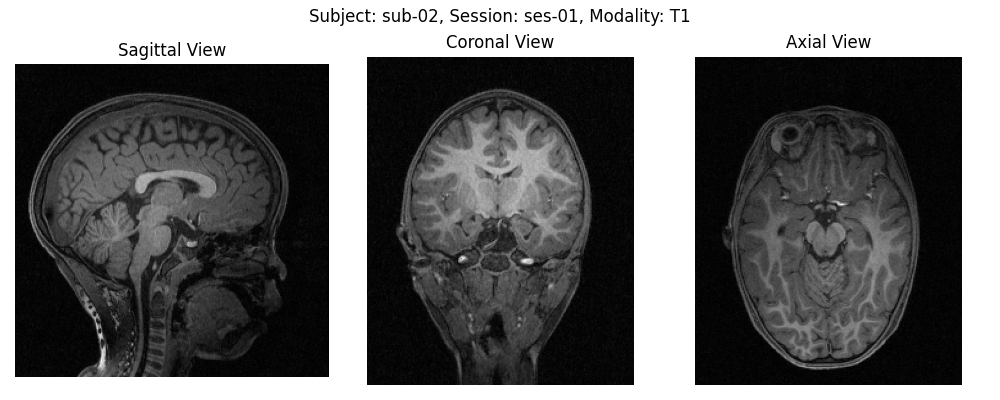 Subject: sub-02, Session: ses-01, Modality: T1
Sagittal View
Coronal View
Axial View